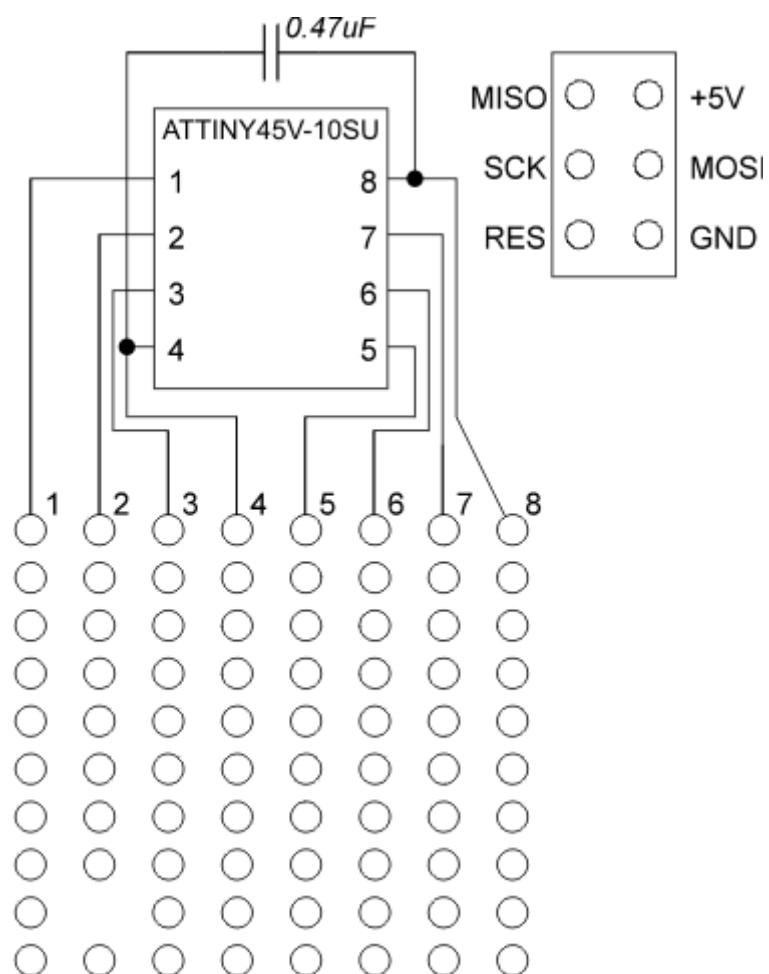 0.47uF
ATTINY45V-10SU
1 8
2 7
3 6
4 5
MISO +5V
SCK MOSI
RES GND
1 2 3 4 5 6 7 8